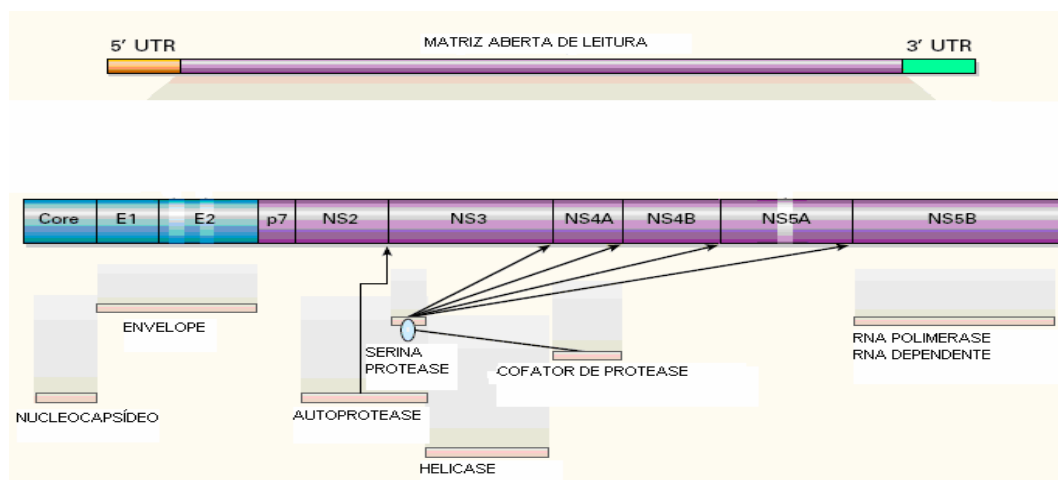 5' UTR
MATRIZ ABERTA DE LEITURA
3' UTR
Core
E1
E2
p7
NS2
NS3
NS4A
NS4B
NS5A
NS5B
ENVELOPE
SERINA
PROTEASE
COFATOR DE PROTEASE
RNA POLIMERASE
RNA DEPENDENTE
NUCLEOCAPSÍDEO
AUTOPROTEASE
HELICASE